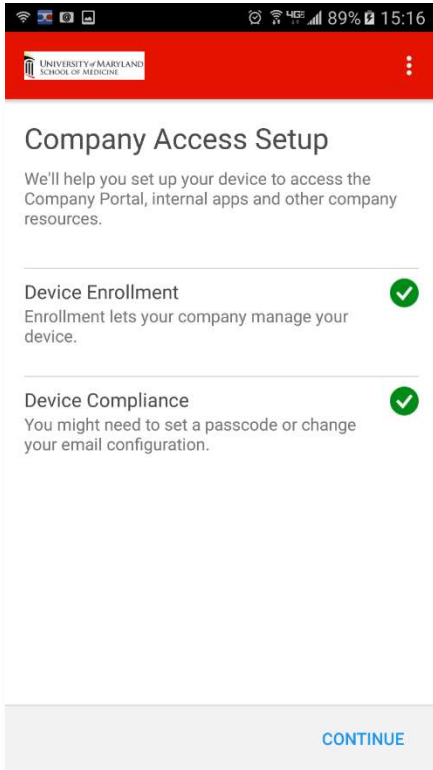 4GE 89% 15:16
UNIVERSITY of MARYLAND
SCHOOL OF MEDICINE
Company Access Setup
We'll help you set up your device to access the
Company Portal, internal apps and other company
resources.
Device Enrollment
Enrollment lets your company manage your
device.
Device Compliance
You might need to set a passcode or change
your email configuration.
CONTINUE